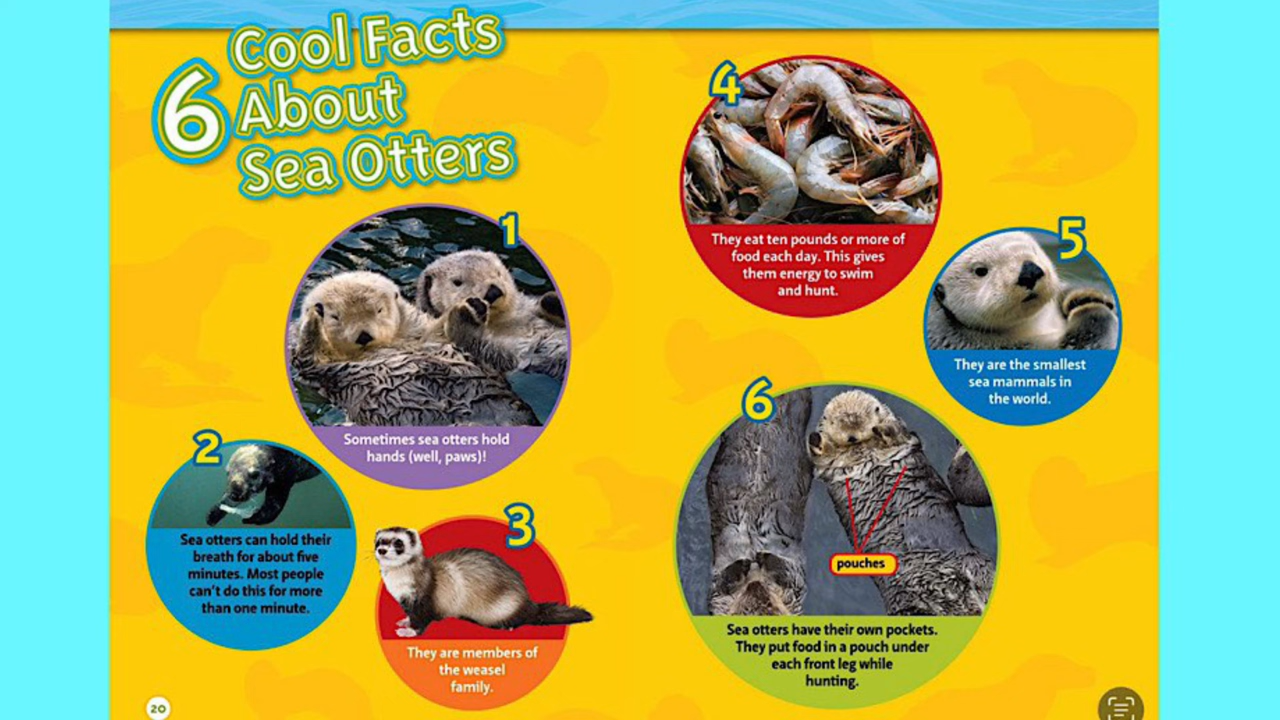 6
Cool Facts
About
Sea Otters
1
Sometimes sea otters hold
hands (well, paws)!
2
Sea otters can hold their
breath for about five
minutes. Most people
can't do this for more
than one minute.
3
They are members of
the weasel
family.
4
They eat ten pounds or more of
food each day. This gives
them energy to swim
and hunt.
5
They are the smallest
sea mammals in
the world.
6
pouches
Sea otters have their own pockets.
They put food in a pouch under
each front leg while
hunting.
20